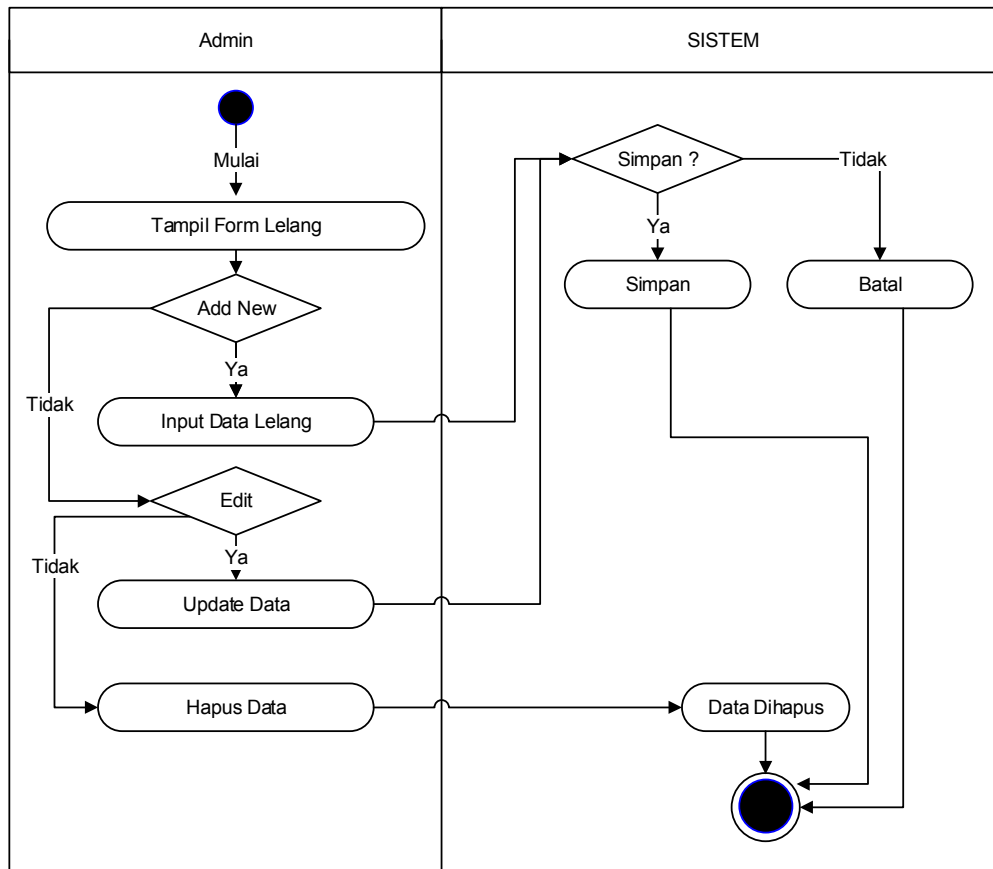 Admin
SISTEM
Mulai
Tampil Form Lelang
Add New
Ya
Tidak
Input Data Lelang
Edit
Ya
Tidak
Update Data
Hapus Data
Simpan ?
Tidak
Ya
Simpan
Batal
Data Dihapus